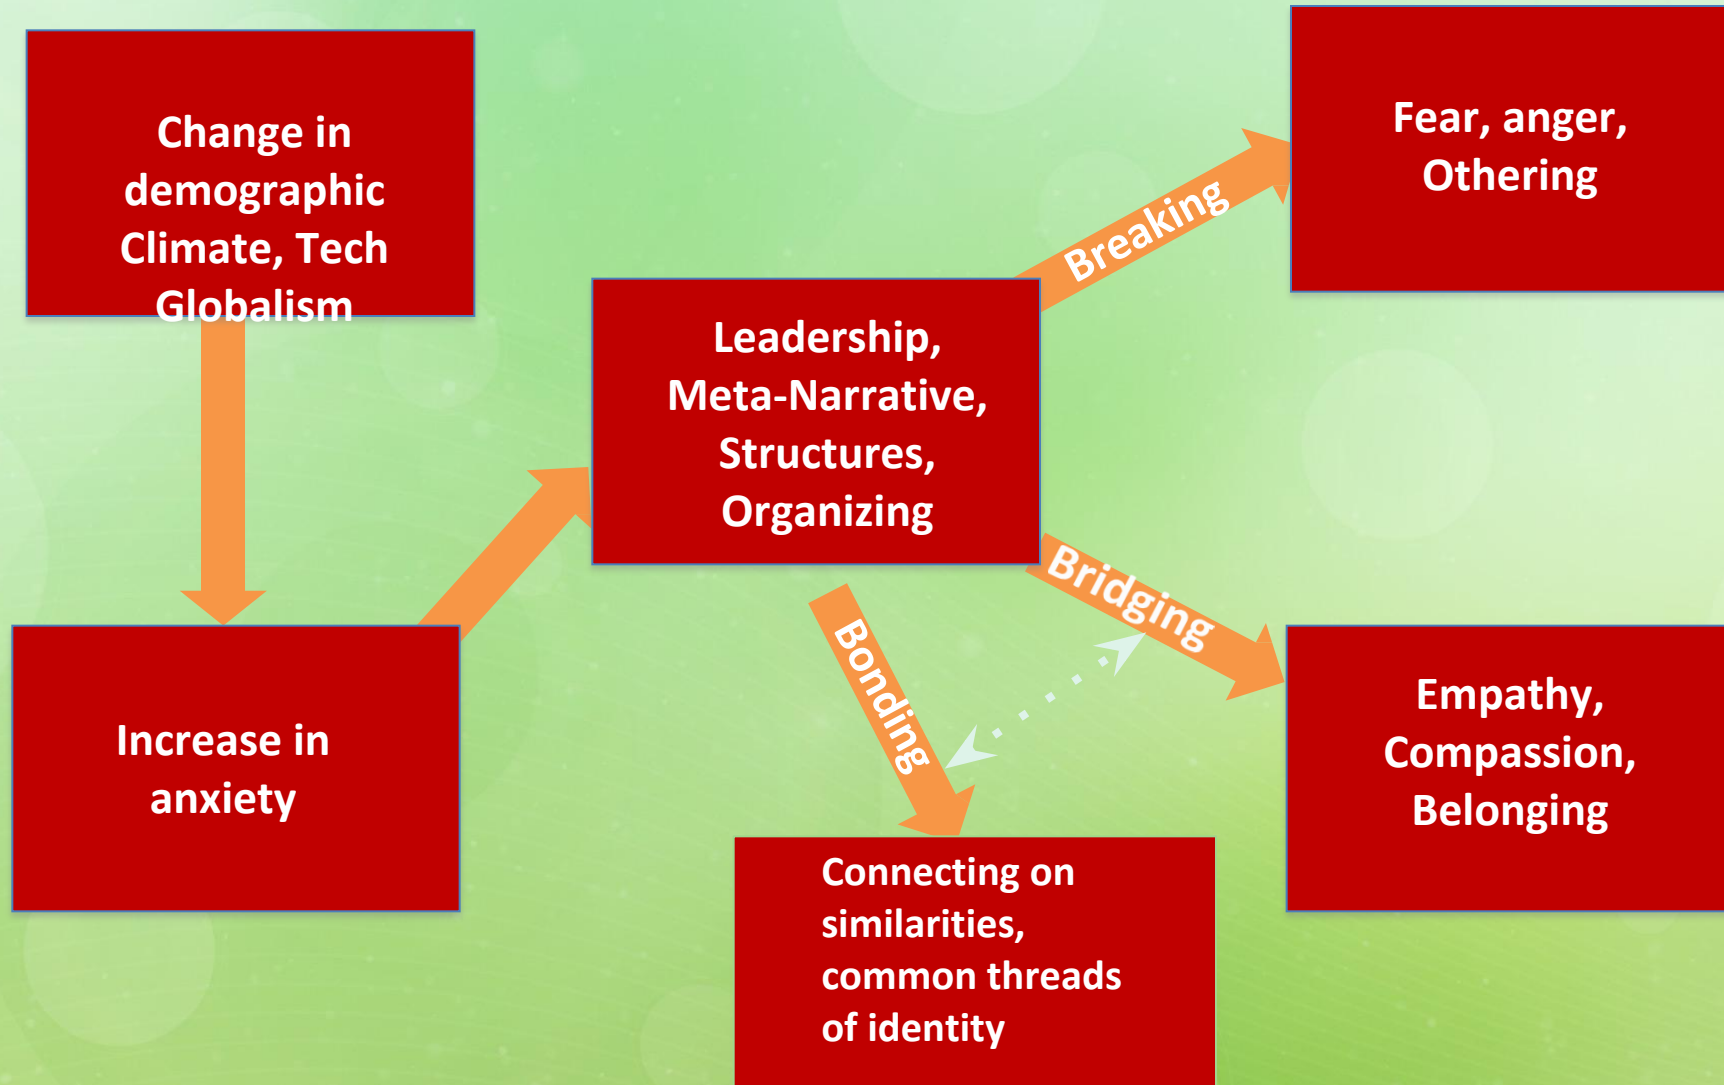 Change in
demographic
Climate, Tech
Globalism
Increase in
anxiety
Leadership,
Meta-Narrative,
Structures,
Organizing
Breaking
Fear, anger,
Othering
Bridging
Empathy,
Compassion,
Belonging
Bonding
Connecting on
similarities,
common threads
of identity